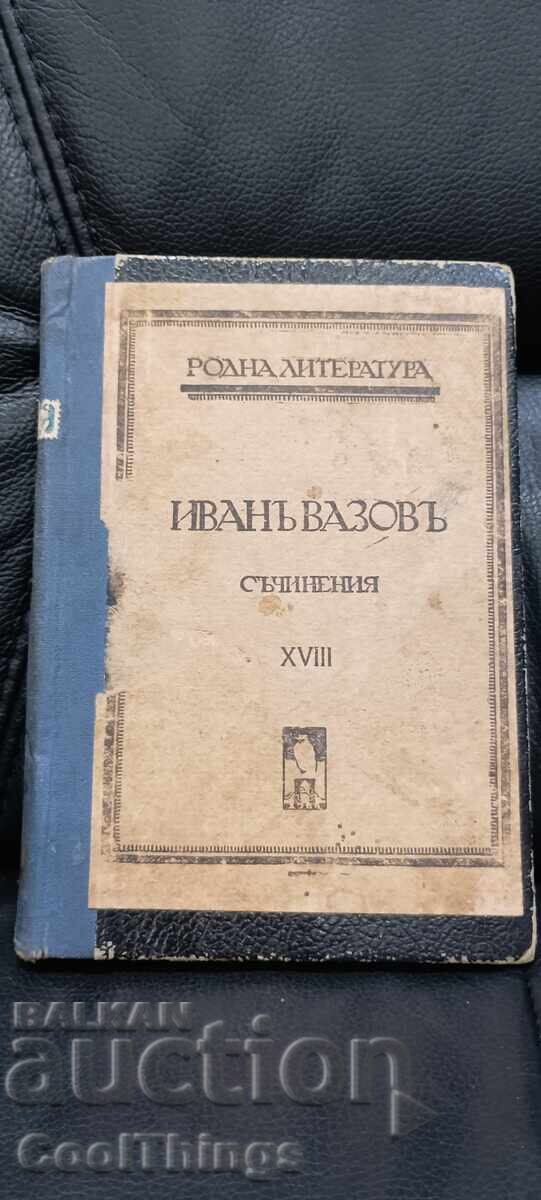 РОДНА ЛИТЕРАТУРА
ИВАНЪ ВАЗОВЪ
СЪЧИНЕНИЯ
XVIII
BALKAN
auction
CoolThings